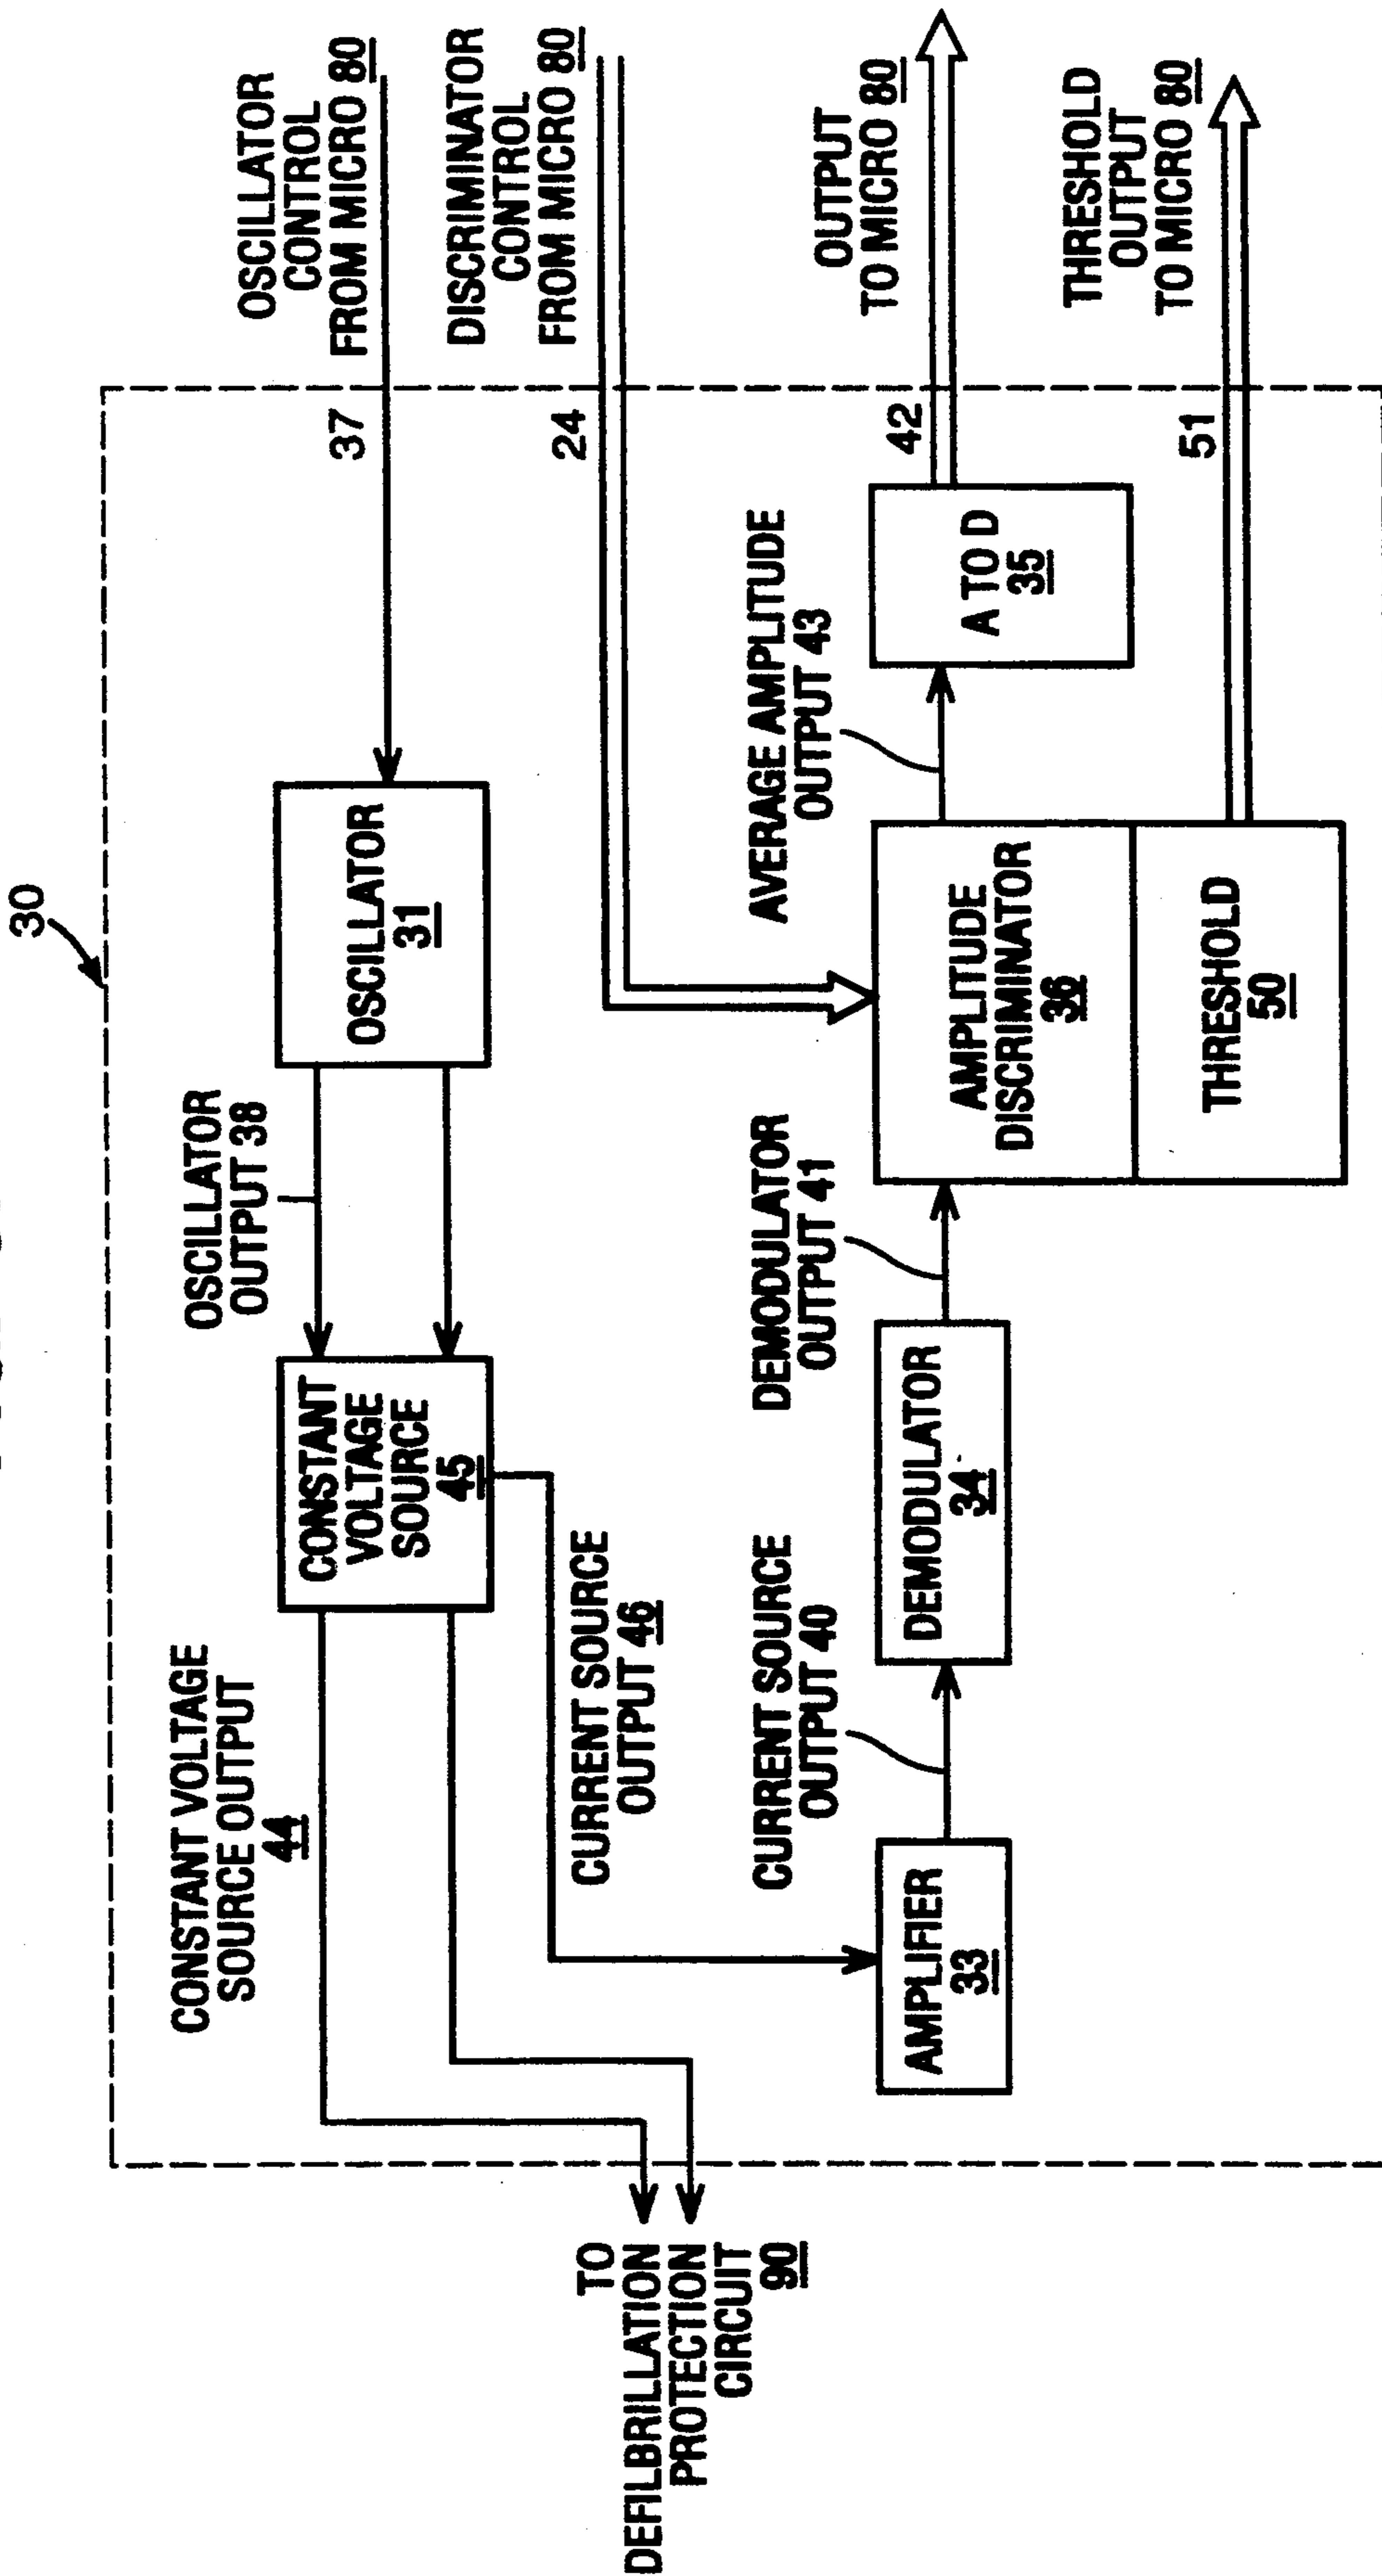 30
OSCILLATOR
CONTROL
FROM MICRO 80
37
DISCRIMINATOR
CONTROL
FROM MICRO 80
24
OSCILLATOR
31
OSCILLATOR
OUTPUT 38
CONSTANT
VOLTAGE
SOURCE
45
CONSTANT VOLTAGE
SOURCE OUTPUT
44
TO
DEFILBRILLATION
PROTECTION
CIRCUIT
90
CURRENT SOURCE
OUTPUT 46
AMPLIFIER
33
CURRENT SOURCE
OUTPUT 40
DEMODULATOR
34
DEMODULATOR
OUTPUT 41
AMPLITUDE
DISCRIMINATOR
36
THRESHOLD
50
AVERAGE AMPLITUDE
OUTPUT 43
A TO D
35
42
OUTPUT
TO MICRO 80
51
THRESHOLD
OUTPUT
TO MICRO 80